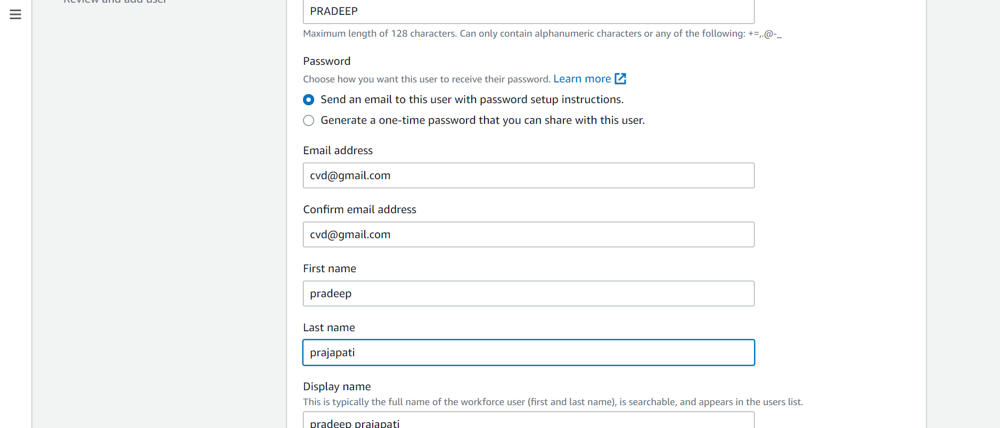 Review and add user
PRADEEP
Maximum length of 128 characters. Can only contain alphanumeric characters or any of the following: +=,.@-_
Password
Choose how you want this user to receive their password. Learn more
Send an email to this user with password setup instructions.
Generate a one-time password that you can share with this user.
Email address
cvd@gmail.com
Confirm email address
cvd@gmail.com
First name
pradeep
Last name
prajapati
Display name
This is typically the full name of the workforce user (first and last name), is searchable, and appears in the users list.
pradeep prajapati